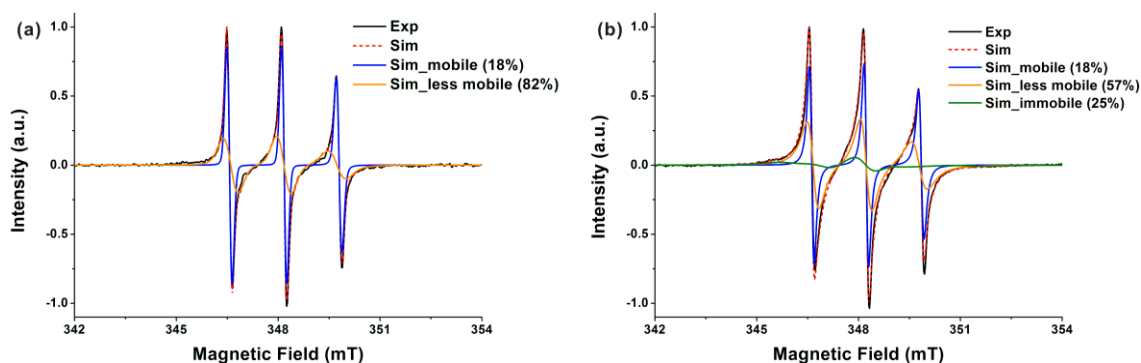 (a)
Exp
Sim
Sim_mobile (18%)
Sim_less mobile (82%)
1.0
0.5
0.0
-0.5
-1.0
Intensity (a.u.)
342 345 348 351 354
Magnetic Field (mT)
(b)
Exp
Sim
Sim_mobile (18%)
Sim_less mobile (57%)
Sim_immobile (25%)
1.0
0.5
0.0
-0.5
-1.0
Intensity (a.u.)
342 345 348 351 354
Magnetic Field (mT)